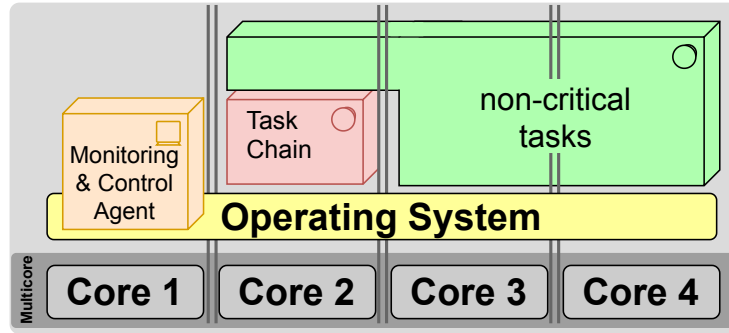 non-critical
tasks
Task
Chain
Monitoring
& Control
Agent
Operating System
Multicore
Core 1
Core 2
Core 3
Core 4